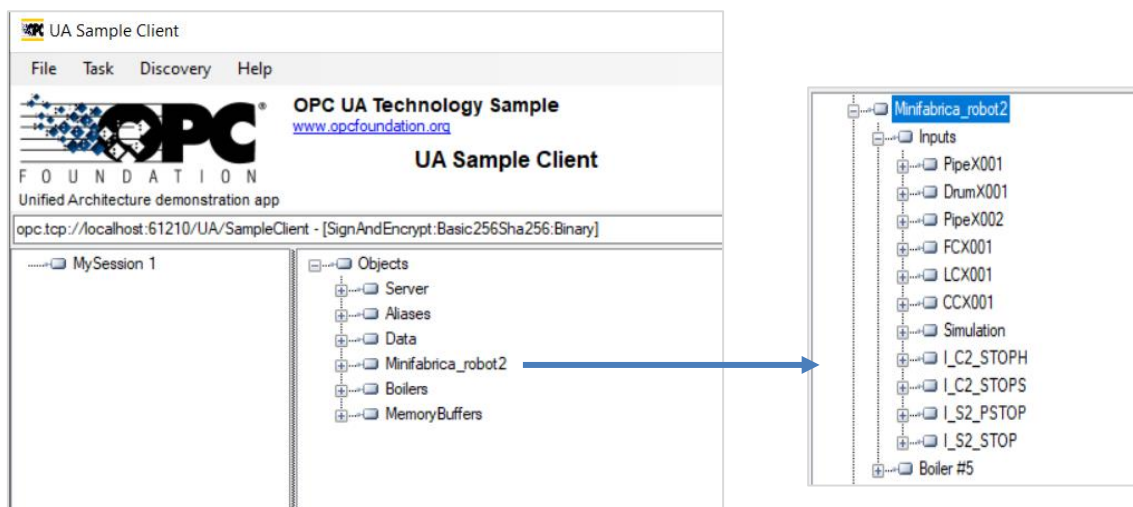 UA Sample Client
File Task Discovery Help
OPC®
FOUNDATION
Unified Architecture demonstration app
OPC UA Technology Sample
www.opcfoundation.org
UA Sample Client
opc.tcp://localhost:61210/UA/SampleClient - [SignAndEncrypt:Basic256Sha256:Binary]
MySession 1
Objects
Server
Aliases
Data
Minifabrica_robot2
Boilers
MemoryBuffers
Minifabrica_robot2
Inputs
PipeX001
DrumX001
PipeX002
FCX001
LCX001
CCX001
Simulation
I_C2_STOPH
I_C2_STOPS
I_S2_PSTOP
I_S2_STOP
Boiler #5